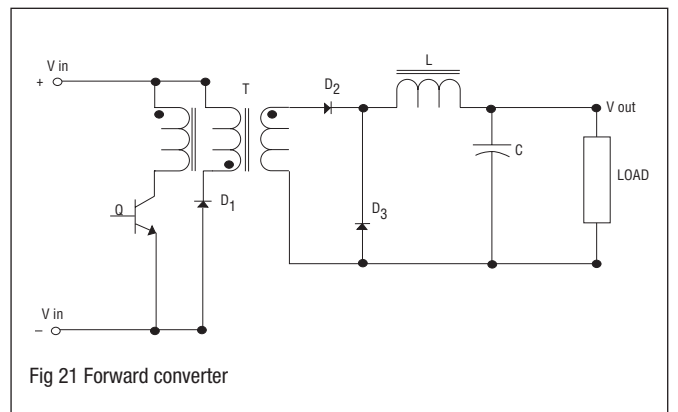 V in
+
T
D2
L
V out
C
LOAD
Q
D1
D3
V in
–
Fig 21 Forward converter